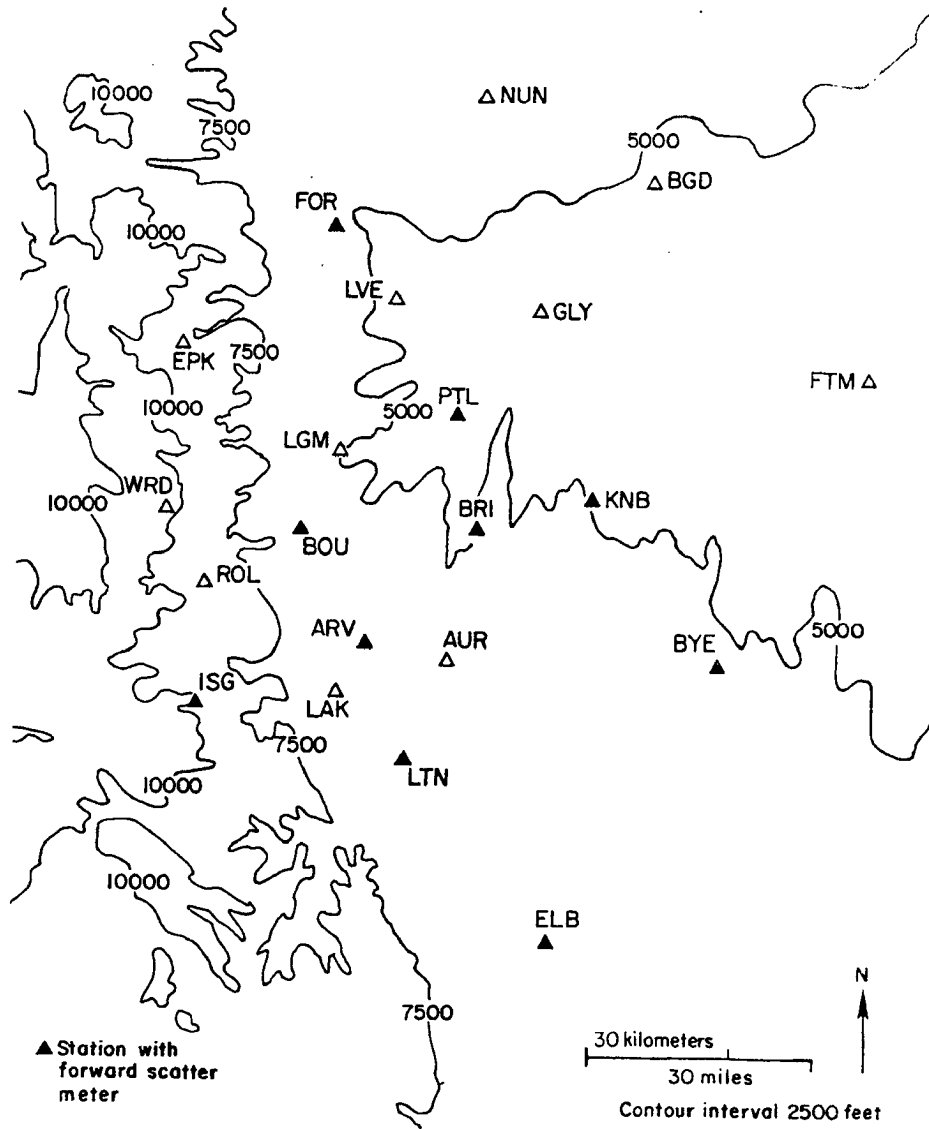 10000
7500
NUN
5000
BGD
FOR
10000
LVE
GLY
EPK
7500
FTM
10000
5000
PTL
LGM
WRD
10000
BRI
KNB
BOU
ROL
ARV
AUR
BYE
5000
ISG
LAK
7500
LTN
10000
10000
ELB
N
7500
Station with
forward scatter
meter
30 kilometers
30 miles
Contour interval 2500 feet